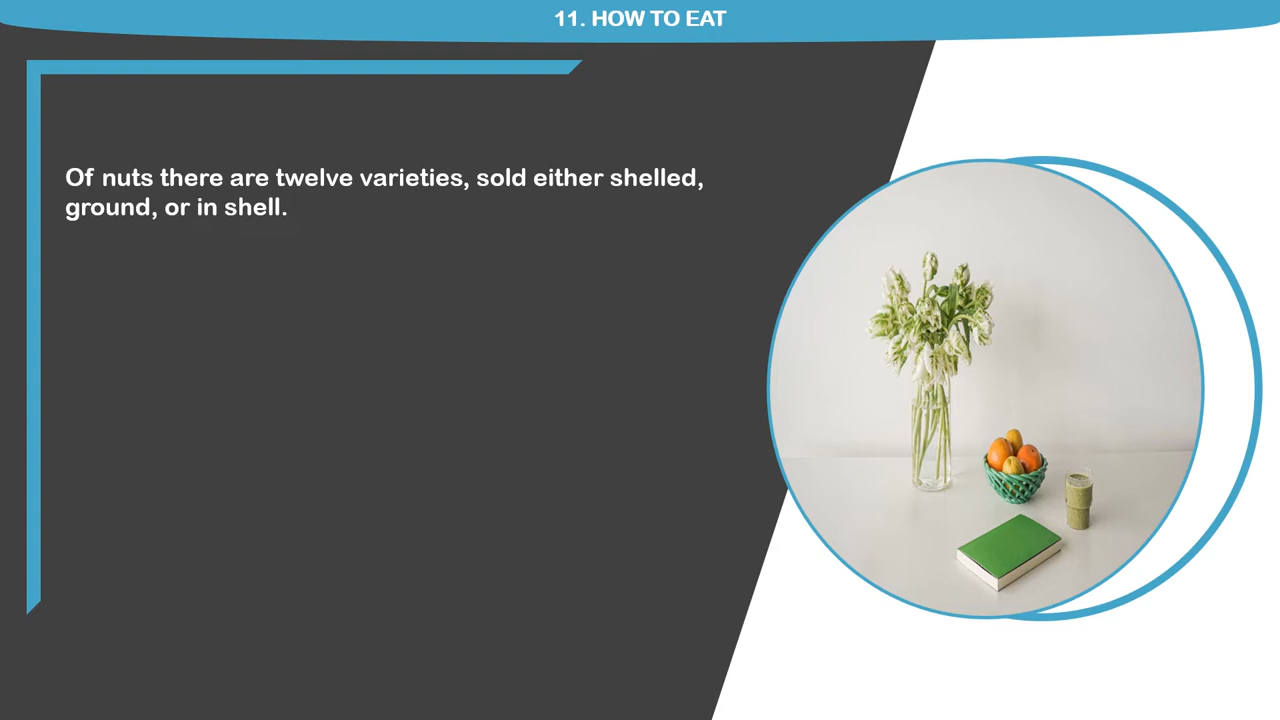 11. HOW TO EAT
Of nuts there are twelve varieties, sold either shelled,
ground, or in shell.